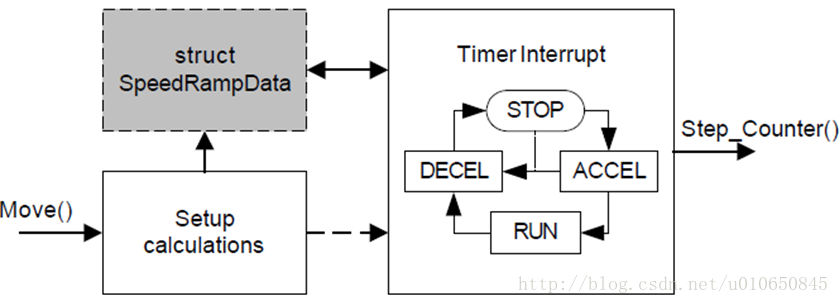 struct
SpeedRampData
Timer Interrupt
STOP
Step_Counter()
DECEL
ACCEL
Move()
Setup
calculations
RUN
http://blog.csdn.net/u010650845